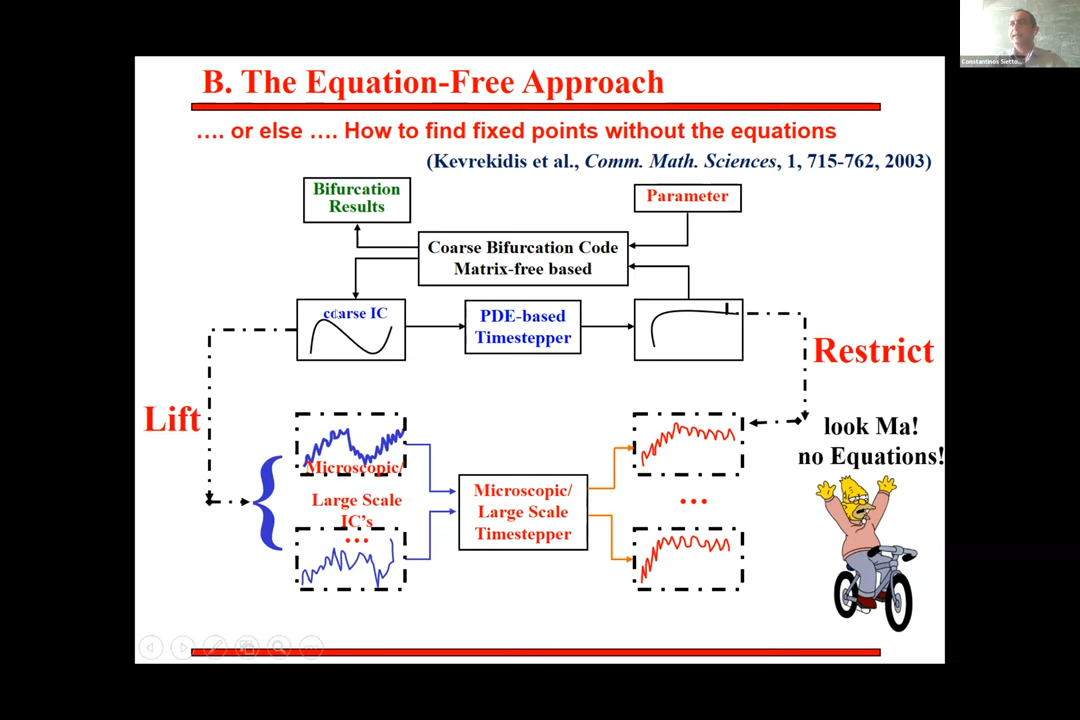 Constantinos Sietto...
B. The Equation-Free Approach
…. or else …. How to find fixed points without the equations
(Kevrekidis et al., Comm. Math. Sciences, 1, 715-762, 2003)
Bifurcation
Results
Parameter
Coarse Bifurcation Code
Matrix-free based
coarse IC
PDE-based
Timestepper
Restrict
Lift
look Ma!
no Equations!
Microscopic/
Large Scale
IC's
...
Microscopic/
Large Scale
Timestepper
...